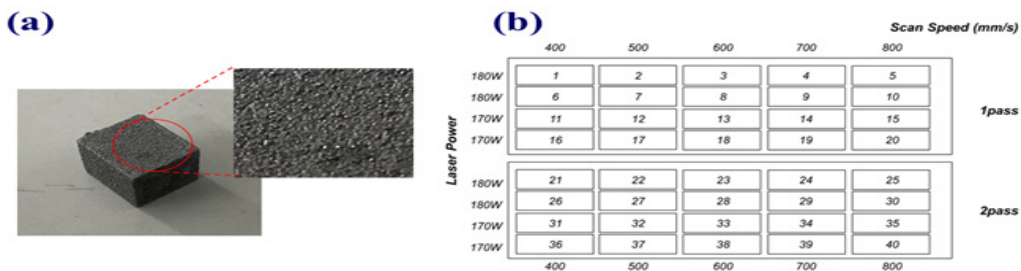 (a)
(b)
Scan Speed (mm/s)
400 500 600 700 800
180W 1 2 3 4 5
180W 6 7 8 9 10
170W 11 12 13 14 15
170W 16 17 18 19 20
1pass
Laser Power
180W 21 22 23 24 25
180W 26 27 28 29 30
170W 31 32 33 34 35
170W 36 37 38 39 40
2pass
400 500 600 700 800